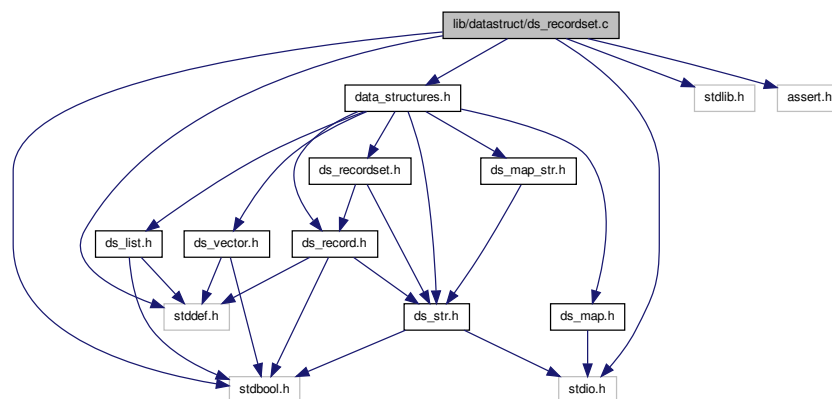 lib/datastruct/ds_recordset.c
data_structures.h
stdlib.h
assert.h
ds_recordset.h
ds_map_str.h
ds_list.h
ds_vector.h
ds_record.h
stddef.h
ds_str.h
ds_map.h
stdbool.h
stdio.h